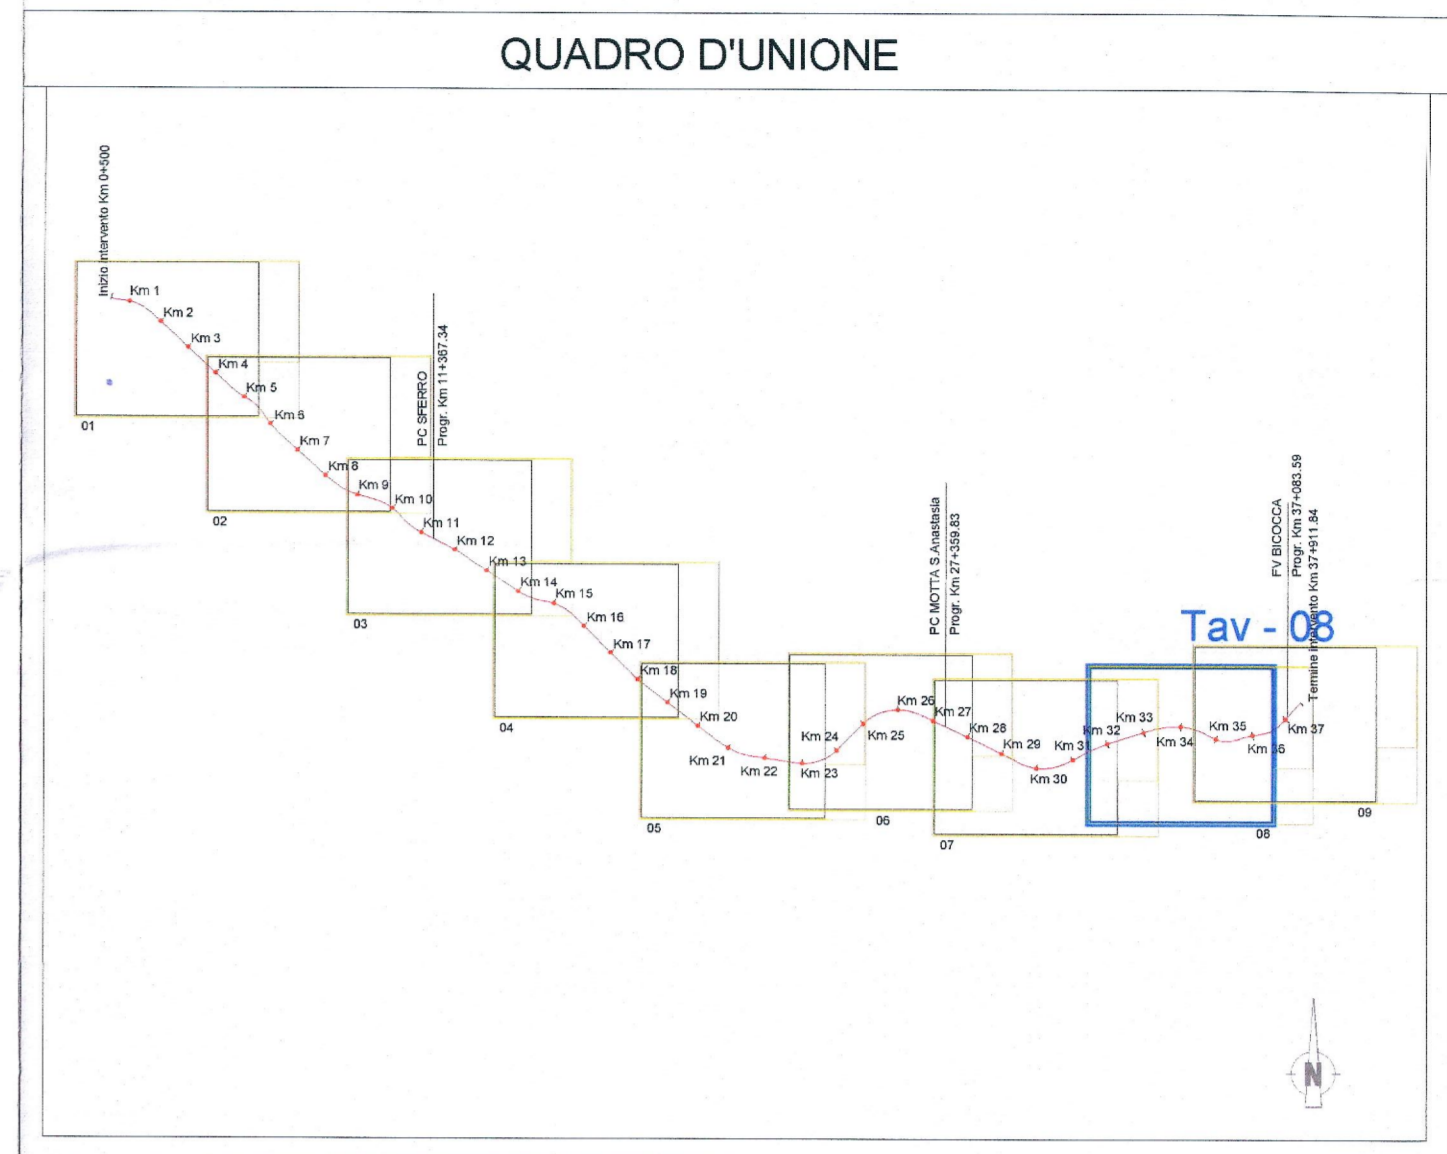 QUADRO D'UNIONE
Inizio intervento Km 0+500
Km 1
Km 2
Km 3
Km 4
Km 5
01
Km 6
Km 7
Km 8
Km 9
Km 10
02
PC SFERRO
Progr. Km 11+367.34
Km 11
Km 12
Km 13
Km 14
Km 15
03
Km 16
Km 17
Km 18
Km 19
04
Km 20
Km 21
Km 22
Km 23
Km 24
Km 25
05
Km 26
PC MOTTA S.Anastasia
Progr. Km 27+359.83
Km 27
Km 28
Km 29
Km 30
Km 31
06
07
Km 32
Km 33
Km 34
Km 35
Km 36
Km 37
Tav - 08
FV BICOCCA
Progr. Km 37+083.59
Termine intervento Km 37+911.84
08
09
N